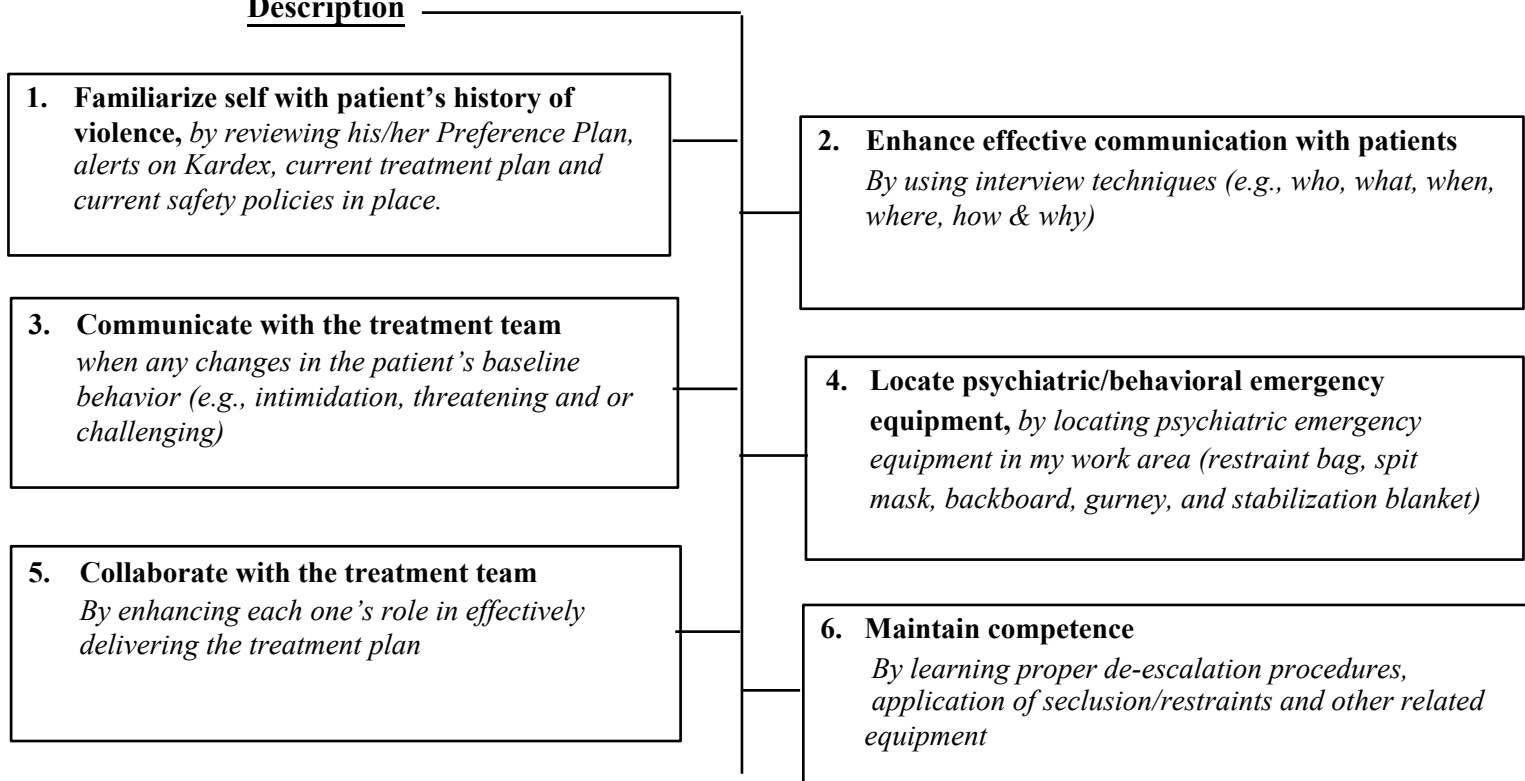 Description
1. Familiarize self with patient’s history of
violence, by reviewing his/her Preference Plan,
alerts on Kardex, current treatment plan and
current safety policies in place.
2. Enhance effective communication with patients
By using interview techniques (e.g., who, what, when,
where, how & why)
3. Communicate with the treatment team
when any changes in the patient’s baseline
behavior (e.g., intimidation, threatening and or
challenging)
4. Locate psychiatric/behavioral emergency
equipment, by locating psychiatric emergency
equipment in my work area (restraint bag, spit
mask, backboard, gurney, and stabilization blanket)
5. Collaborate with the treatment team
By enhancing each one’s role in effectively
delivering the treatment plan
6. Maintain competence
By learning proper de-escalation procedures,
application of seclusion/restraints and other related
equipment